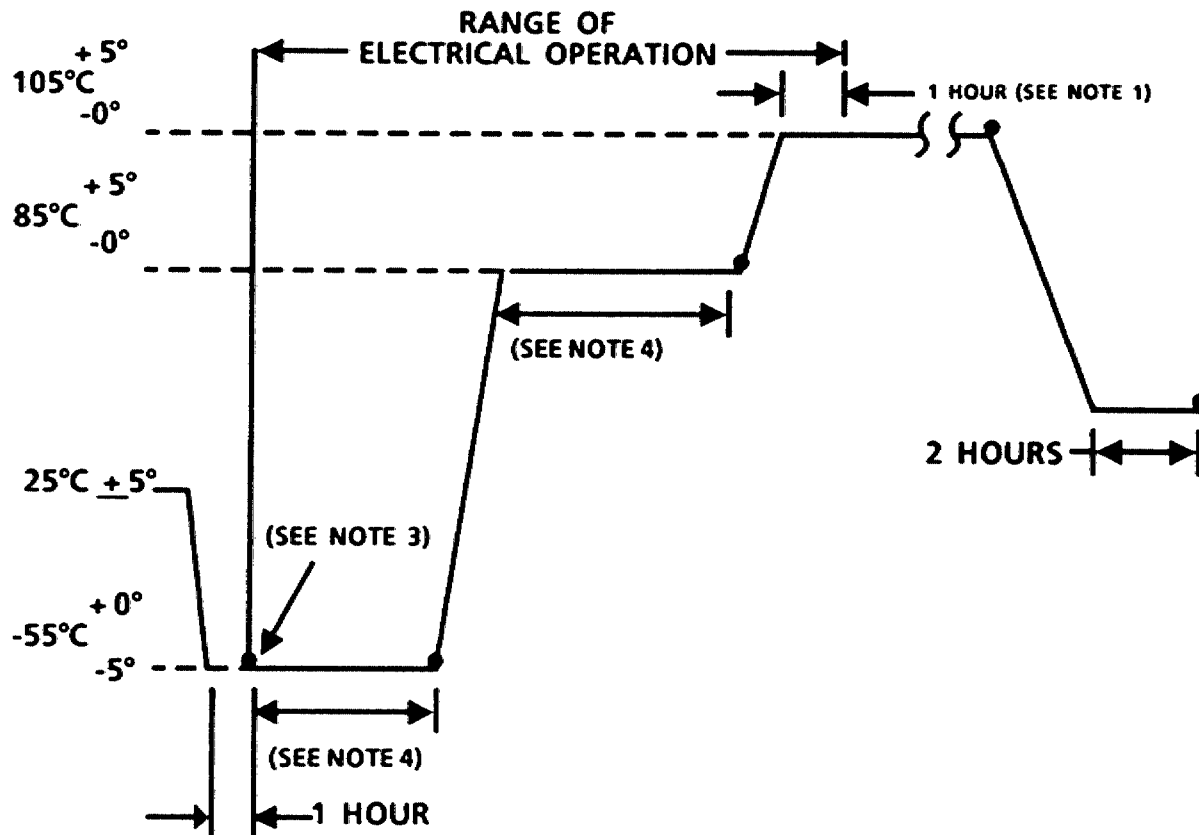 RANGE OF
ELECTRICAL OPERATION
+ 5°
105°C
-0°
1 HOUR (SEE NOTE 1)
+ 5°
85°C
-0°
(SEE NOTE 4)
2 HOURS
25°C + 5°
(SEE NOTE 3)
+ 0°
-55°C
-5°
(SEE NOTE 4)
1 HOUR